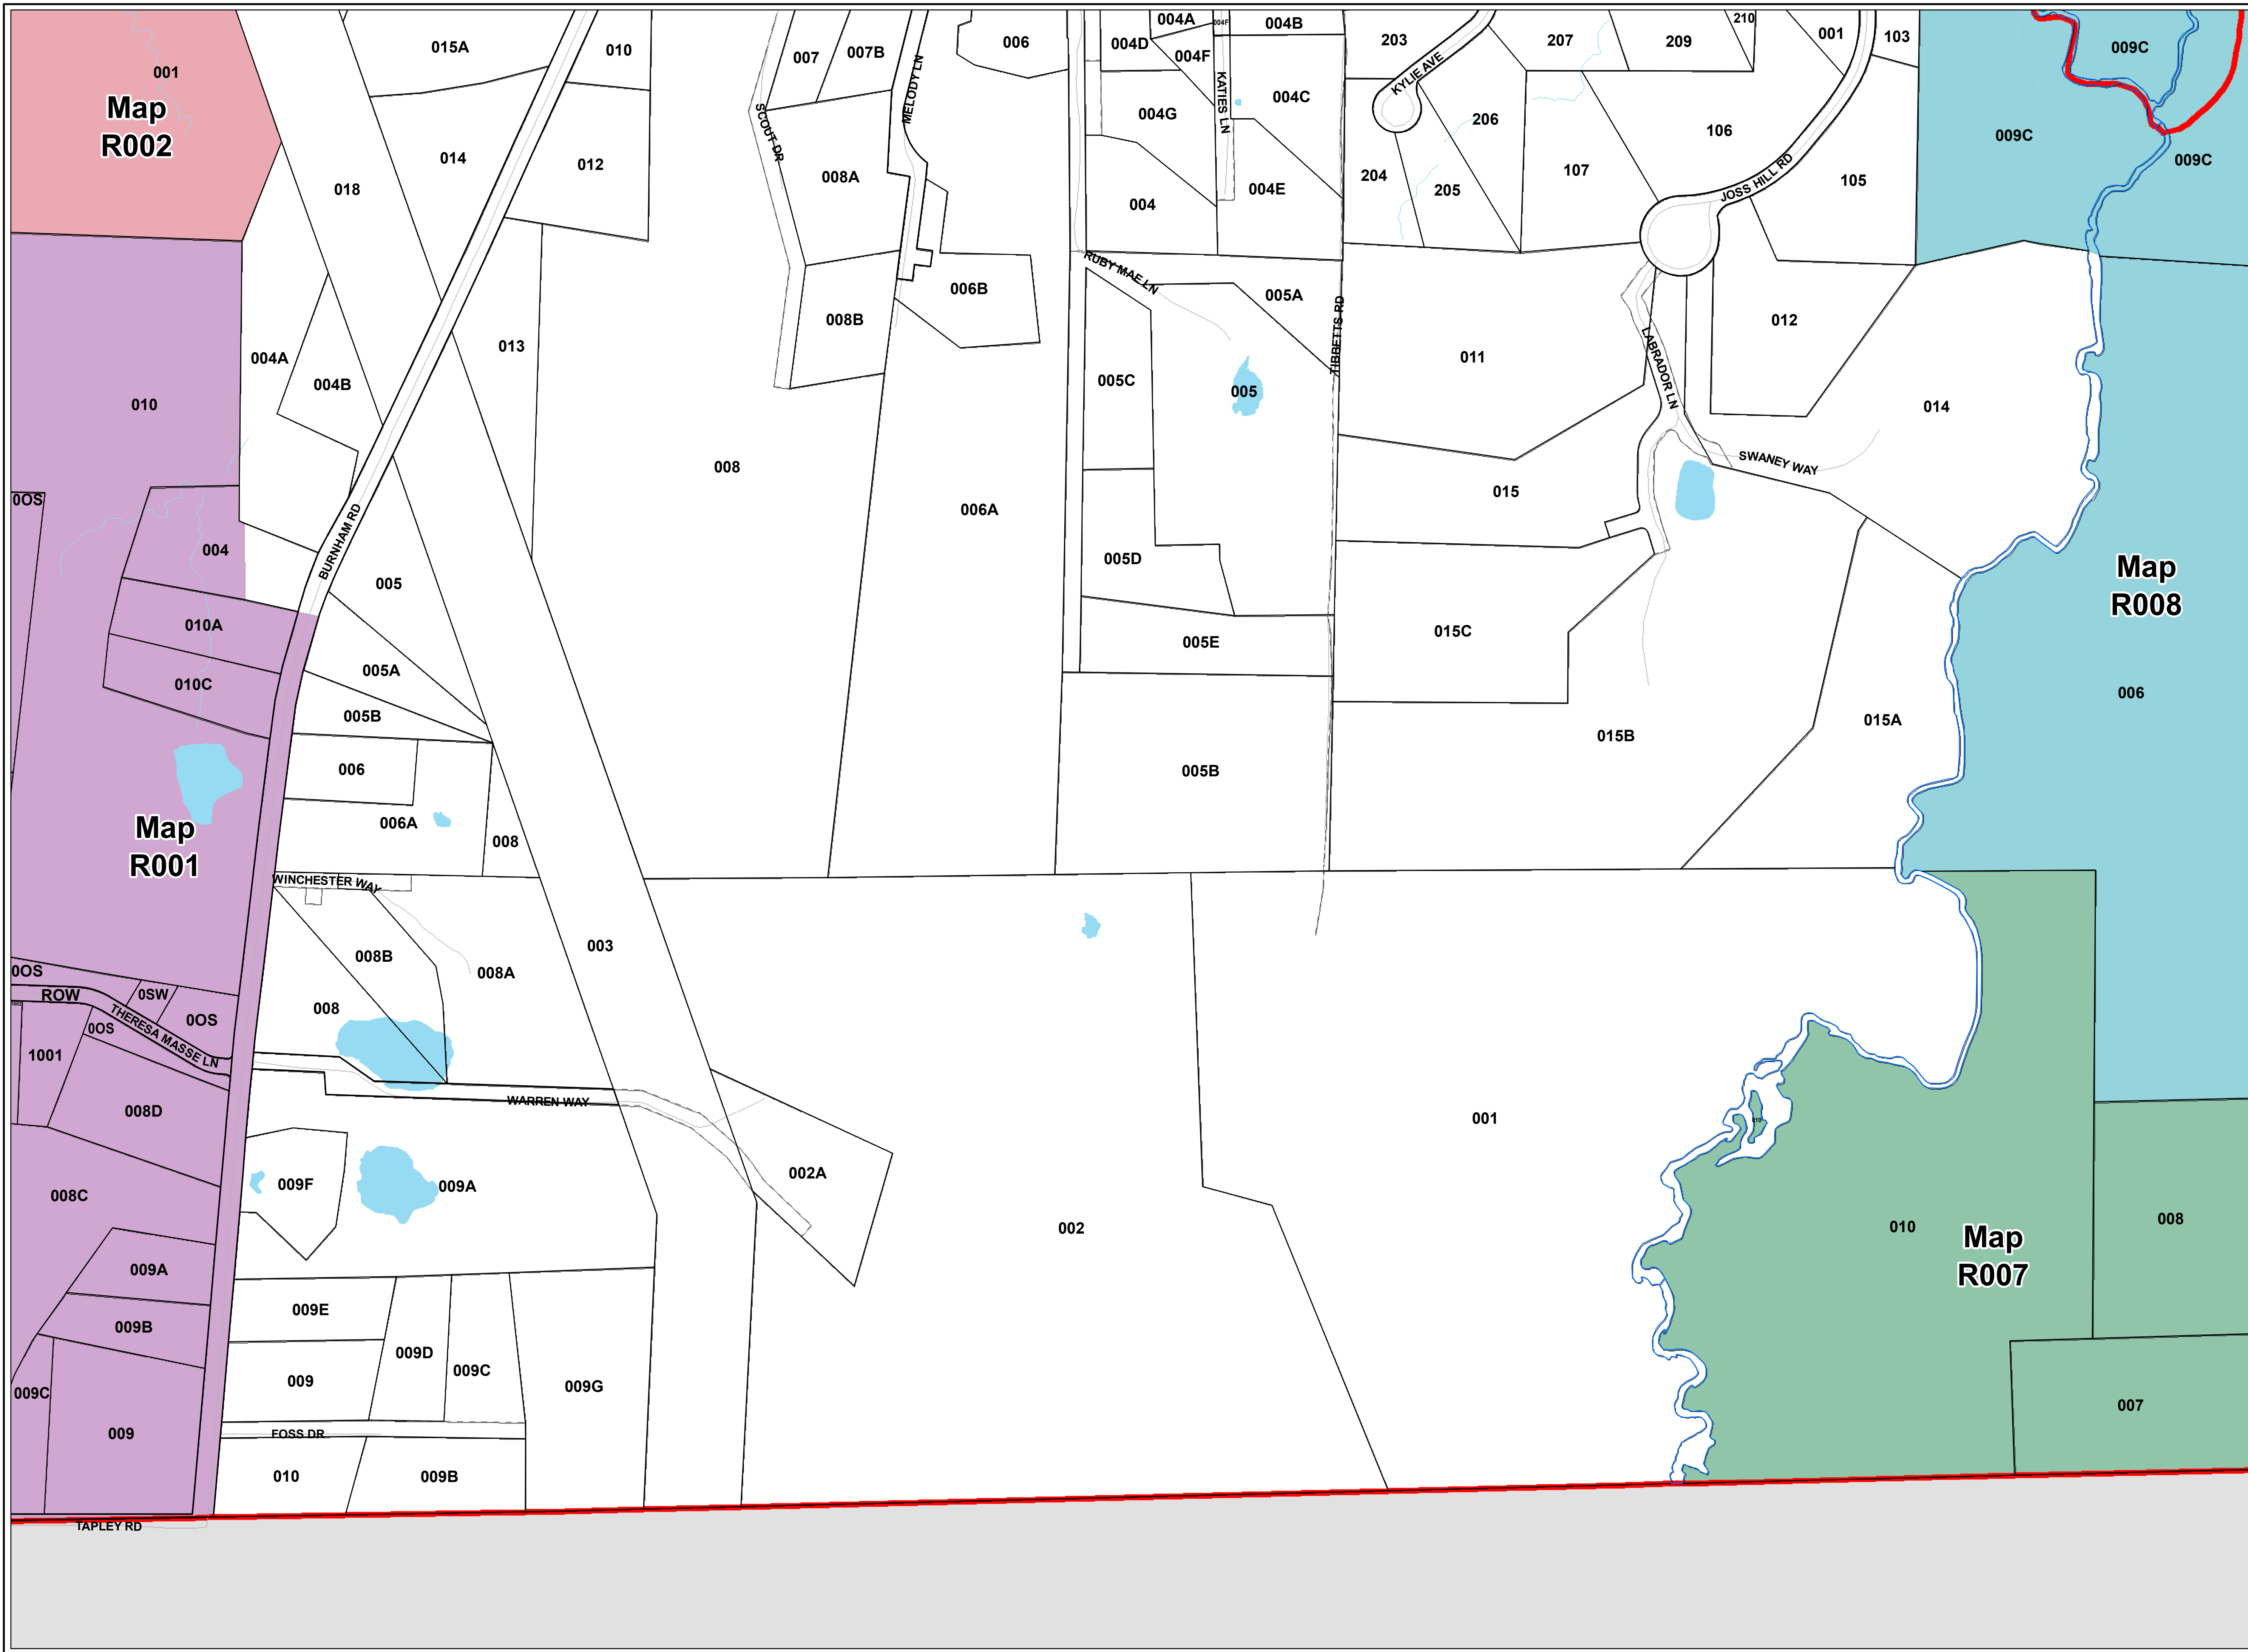 001
Map
R002
015A
010
018
014
012
007
007B
SCOUT DR
MELODY LN
008A
008B
006
006B
004A
004F
004B
004D
004F
004G
004C
KATIES LN
004
004E
203
KYLIE AVE
204
205
206
207
209
210
107
106
JOSS HILL RD
105
001
103
009C
009C
009C
010
004A
004B
013
008
006A
RUBY MAE LN
005A
TIBBETTS RD
005C
005
011
LABRADOR LN
012
014
SWANEY WAY
015
0OS
004
BURNHAM RD
005
005D
Map
R008
010A
010C
005A
005B
005E
015C
006
015A
015B
006
006A
008
005B
Map
R001
WINCHESTER WAY
008B
008A
003
008
0OS
ROW
0SW
0OS
0OS
THERESA MASSE LN
1001
008D
WARREN WAY
001
010
008C
009F
009A
002A
002
010
Map
R007
008
009A
009B
009E
009D
009C
009G
009
009C
009
FOSS DR
010
009B
007
TAPLEY RD